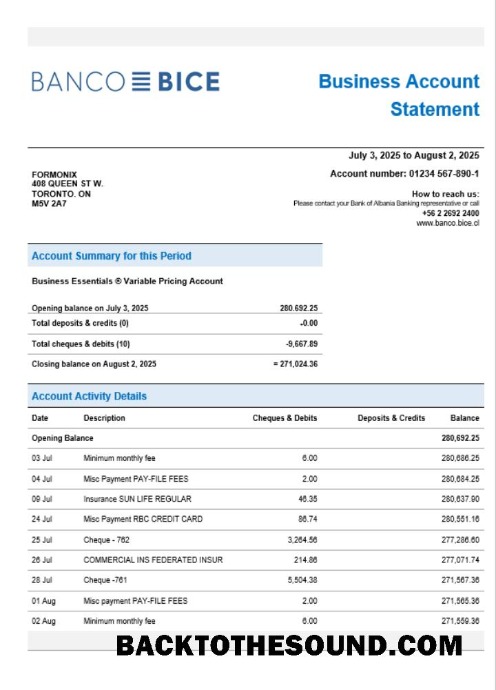 BANCO BICE
Business Account
Statement
July 3, 2025 to August 2, 2025
Account number: 01234 567-890-1
FORMONIX
408 QUEEN ST W.
TORONTO. ON
M5V 2A7
How to reach us:
Please contact your Bank of Albania Banking representative or call
+56 2 2692 2400
www.banco.bice.cl
Account Summary for this Period
Business Essentials ® Variable Pricing Account
Opening balance on July 3, 2025 280.692.25
Total deposits & credits (0) -0.00
Total cheques & debits (10) -9,667.89
Closing balance on August 2, 2025 = 271,024.36
Account Activity Details
Date Description Cheques & Debits Deposits & Credits Balance
Opening Balance 280,692.25
03 Jul Minimum monthly fee 6.00 280,686.25
04 Jul Misc Payment PAY-FILE FEES 2.00 280,684.25
09 Jul Insurance SUN LIFE REGULAR 46.35 280,637.90
24 Jul Misc Payment RBC CREDIT CARD 86.74 280,551.16
25 Jul Cheque - 762 3,264.56 277,286.60
26 Jul COMMERCIAL INS FEDERATED INSUR 214.86 277,071.74
28 Jul Cheque -761 5,504.38 271,567.36
01 Aug Misc payment PAY-FILE FEES 2.00 271,565.36
02 Aug Minimum monthly fee 6.00 271,559.36
BACKTOTHESOUND.COM